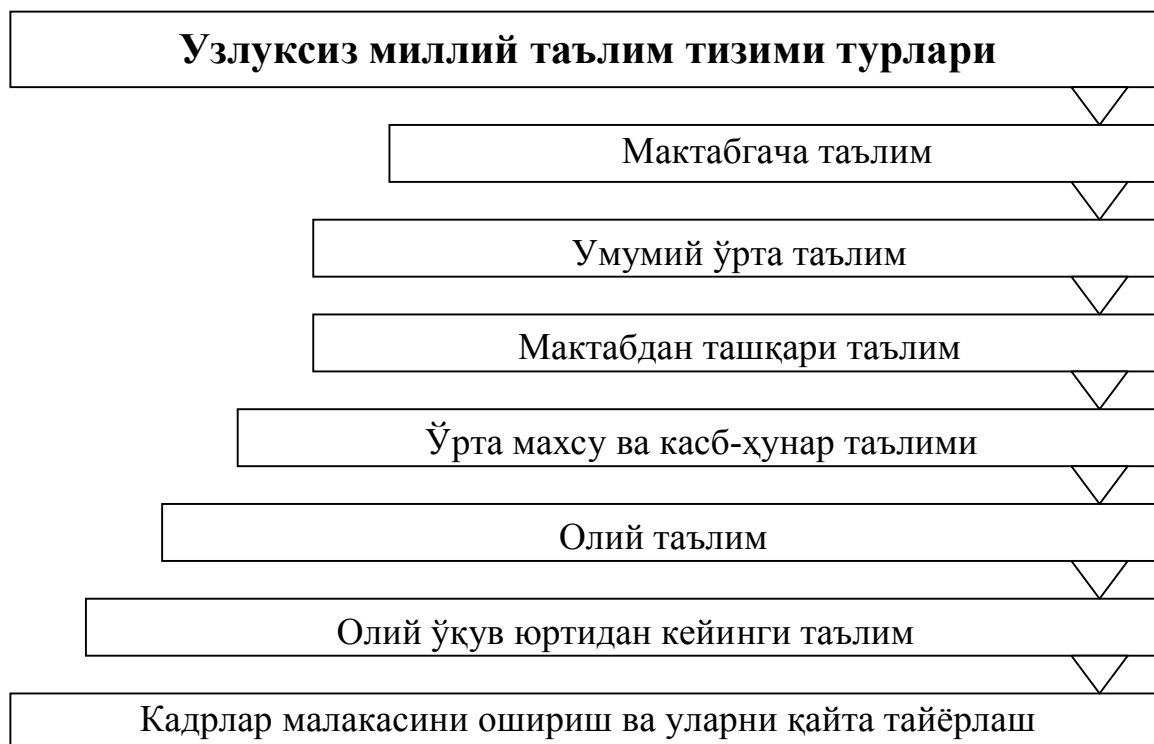 Узлуксиз миллий таълим тизими турлари
Мактабгача таълим
Умумий ўрта таълим
Мактабдан ташқари таълим
Ўрта махсу ва касб-ҳунар таълими
Олий таълим
Олий ўқув юртидан кейинги таълим
Кадрлар малакасини ошириш ва уларни қайта тайёрлаш